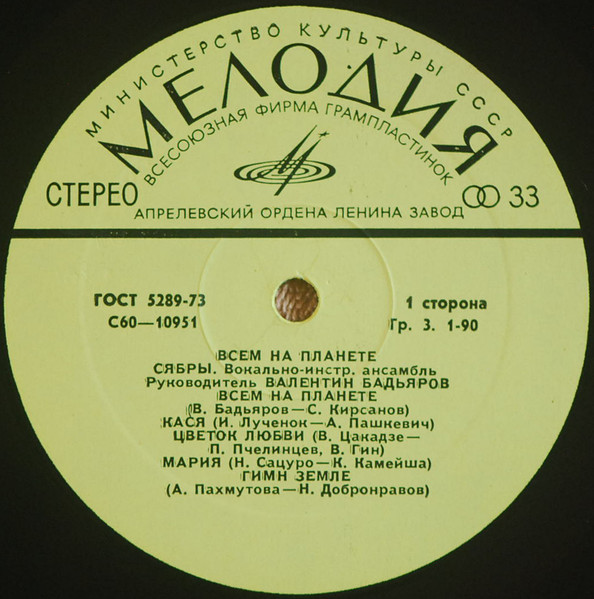 МИНИСТЕРСТВО КУЛЬТУРЫ СССР
МЕЛОДИЯ
ВСЕСОЮЗНАЯ ФИРМА ГРАМПЛАСТИНОК
СТЕРЕО
33
АПРЕЛЕВСКИЙ ОРДЕНА ЛЕНИНА ЗАВОД
ГОСТ 5289-73
1 сторона
С60—10951
Гр. 3. 1-90
ВСЕМ НА ПЛАНЕТЕ
СЯБРЫ. Вокально-инстр. ансамбль
Руководитель ВАЛЕНТИН БАДЬЯРОВ
ВСЕМ НА ПЛАНЕТЕ
(В. Бадьяров—С. Кирсанов)
КАСЯ (И. Лученок—А. Пашкевич)
ЦВЕТОК ЛЮБВИ (В. Цакадзе—
П. Пчелинцев, В. Гин)
МАРИЯ (Н. Сацуро—К. Камейша)
ГИМН ЗЕМЛЕ
(А. Пахмутова—Н. Добронравов)